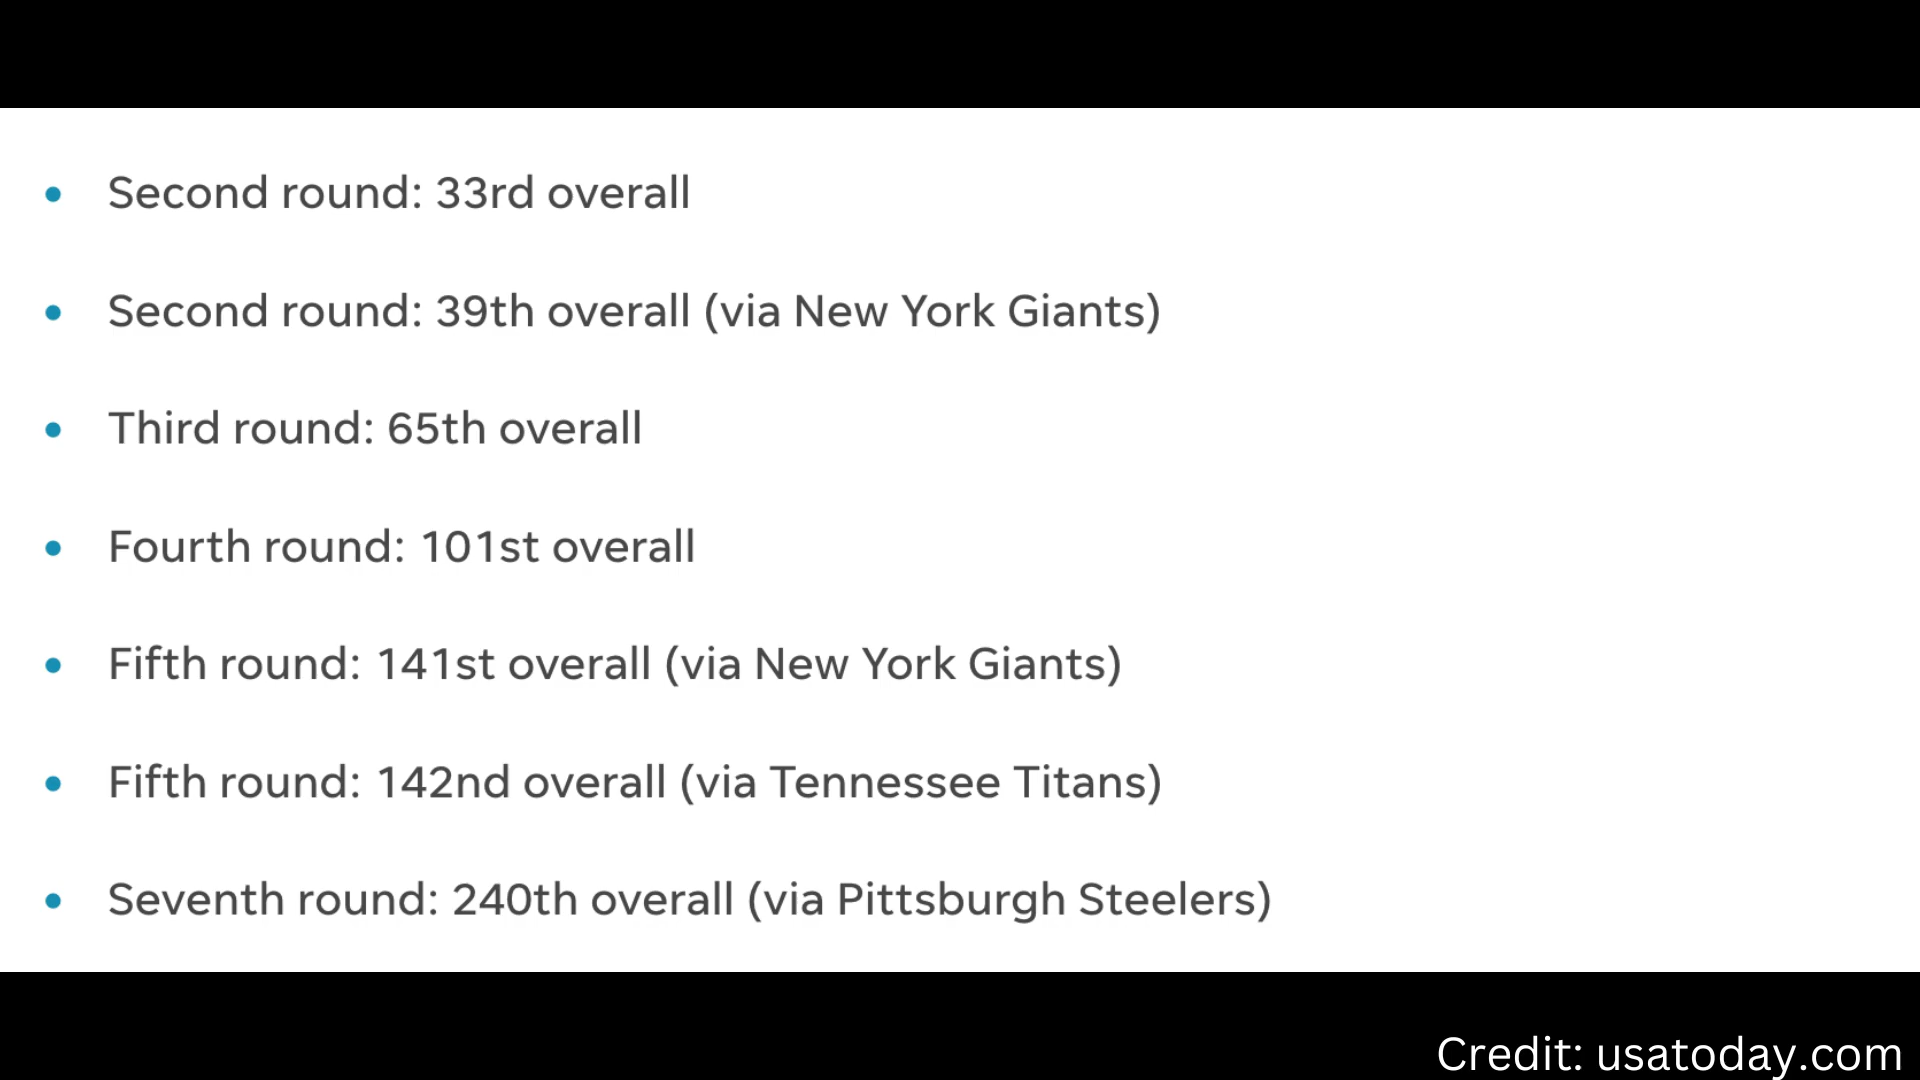 Second round: 33rd overall
Second round: 39th overall (via New York Giants)
Third round: 65th overall
Fourth round: 101st overall
Fifth round: 141st overall (via New York Giants)
Fifth round: 142nd overall (via Tennessee Titans)
Seventh round: 240th overall (via Pittsburgh Steelers)
Credit: usatoday.com